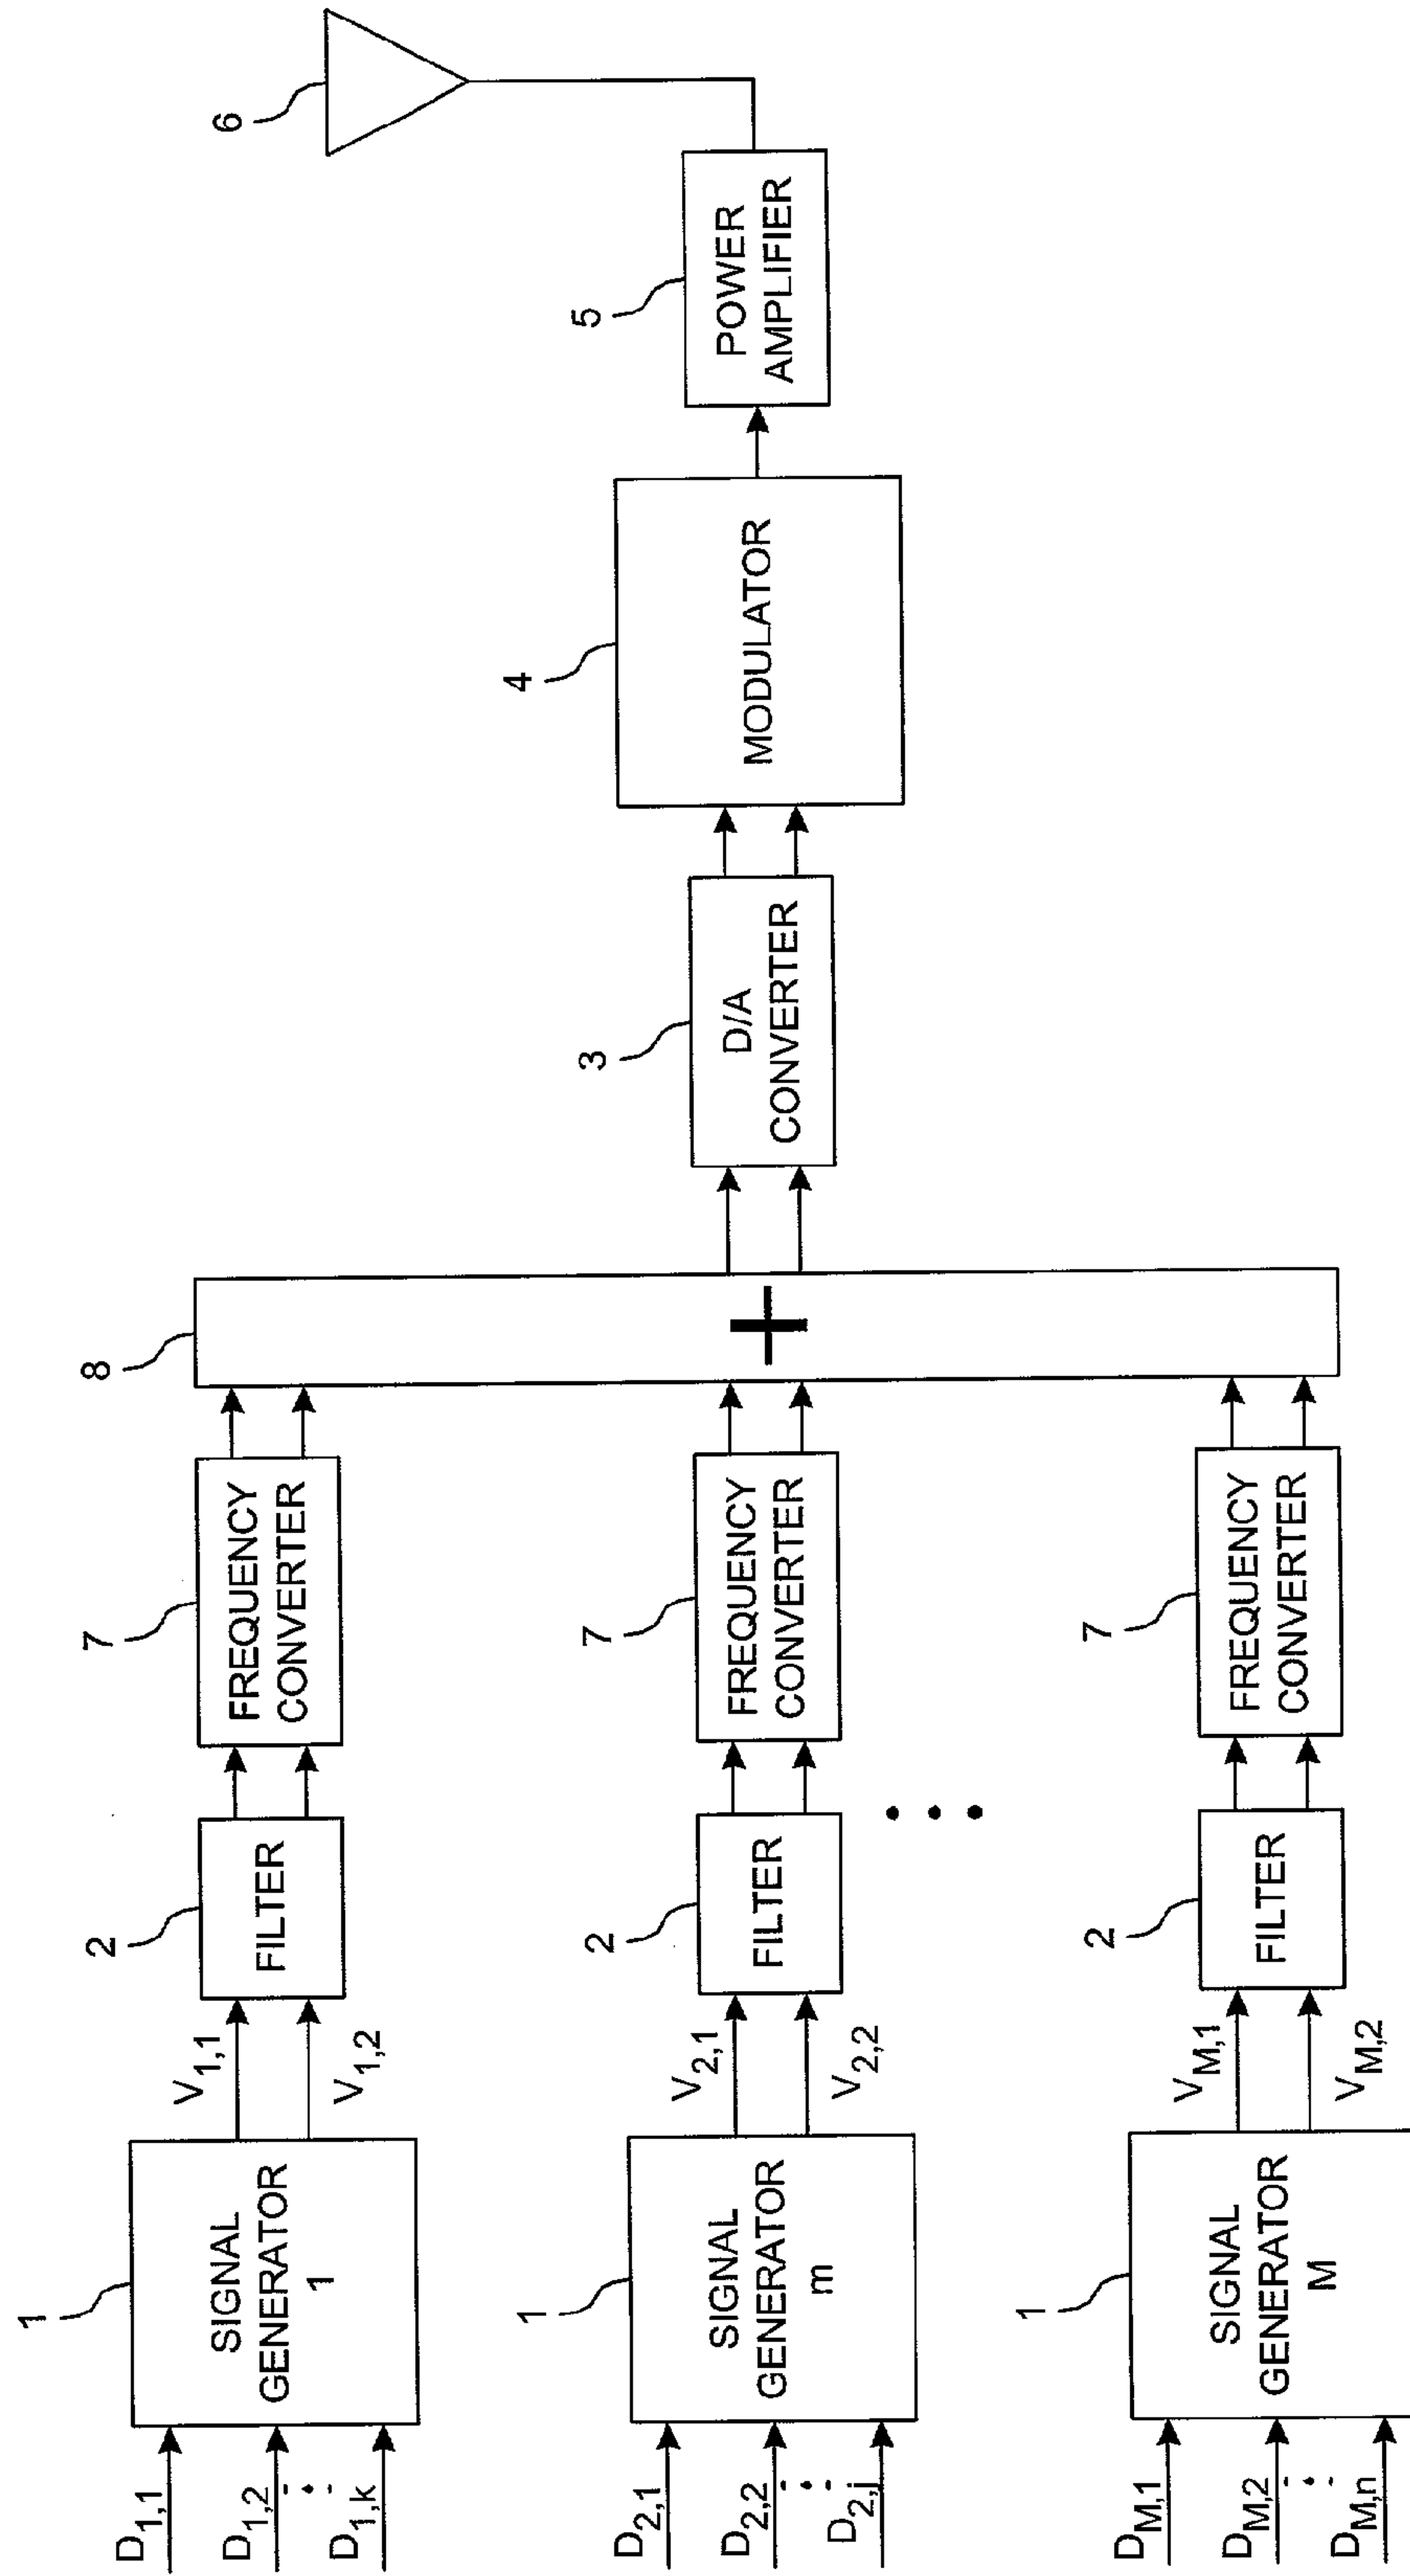 D1,1
D1,2
D1,k
1
SIGNAL
GENERATOR
1
V1,1
V1,2
2
FILTER
7
FREQUENCY
CONVERTER
D2,1
D2,2
D2,j
1
SIGNAL
GENERATOR
m
V2,1
V2,2
2
FILTER
7
FREQUENCY
CONVERTER
DM,1
DM,2
DM,n
1
SIGNAL
GENERATOR
M
VM,1
VM,2
2
FILTER
7
FREQUENCY
CONVERTER
8
+
3
D/A
CONVERTER
4
MODULATOR
5
POWER
AMPLIFIER
6